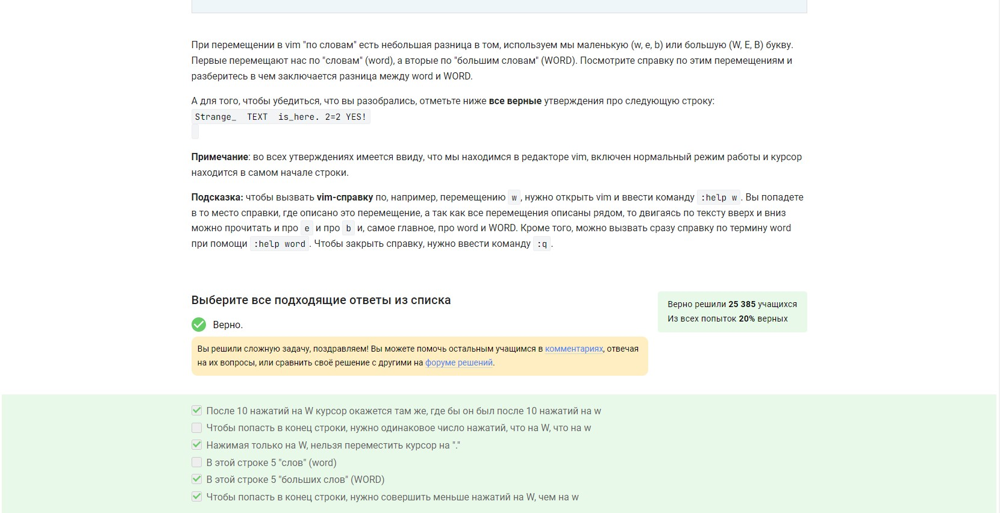 При перемещении в vim "по словам" есть небольшая разница в том, используем мы маленькую (w, e, b) или большую (W, E, B) букву.
Первые перемещают нас по "словам" (word), а вторые по "большим словам" (WORD). Посмотрите справку по этим перемещениям и
разберитесь в чем заключается разница между word и WORD.
А для того, чтобы убедиться, что вы разобрались, отметьте ниже все верные утверждения про следующую строку:
Strange_  TEXT  is_here. 2=2 YES!
Примечание: во всех утверждениях имеется ввиду, что мы находимся в редакторе vim, включен нормальный режим работы и курсор
находится в самом начале строки.
Подсказка: чтобы вызвать vim-справку по, например, перемещению w, нужно открыть vim и ввести команду :help w. Вы попадете
в то место справки, где описано это перемещение, а так как все перемещения описаны рядом, то двигаясь по тексту вверх и вниз
можно прочитать и про e и про b и, самое главное, про word и WORD. Кроме того, можно вызвать сразу справку по термину word
при помощи :help word. Чтобы закрыть справку, нужно ввести команду :q.
Выберите все подходящие ответы из списка
Верно решили 25 385 учащихся
Из всех попыток 20% верных
Верно.
Вы решили сложную задачу, поздравляем! Вы можете помочь остальным учащимся в комментариях, отвечая
на их вопросы, или сравнить своё решение с другими на форуме решений.
После 10 нажатий на W курсор окажется там же, где бы он был после 10 нажатий на w
Чтобы попасть в конец строки, нужно одинаковое число нажатий, что на W, что на w
Нажимая только на W, нельзя переместить курсор на "."
В этой строке 5 "слов" (word)
В этой строке 5 "больших слов" (WORD)
Чтобы попасть в конец строки, нужно совершить меньше нажатий на W, чем на w